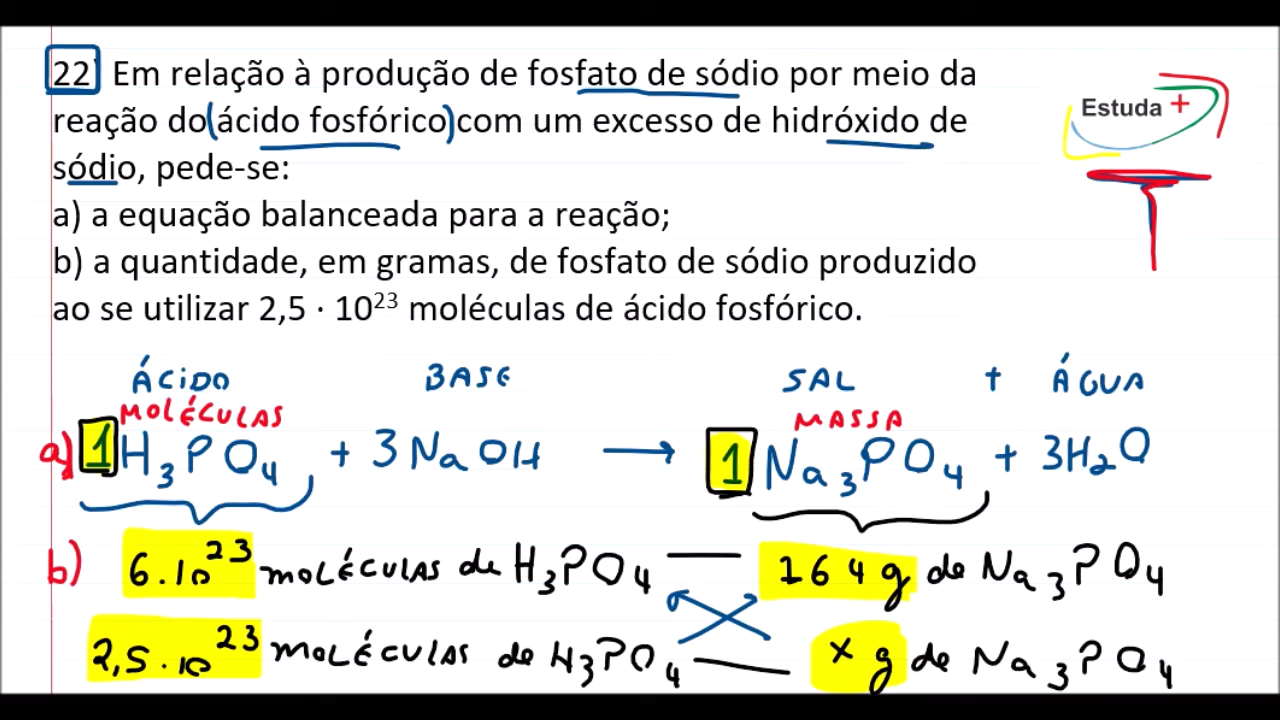 22) Em relação à produção de fosfato de sódio por meio da
reação do (ácido fosfórico) com um excesso de hidróxido de
sódio, pede-se:
a) a equação balanceada para a reação;
b) a quantidade, em gramas, de fosfato de sódio produzido
ao se utilizar 2,5 · 10²³ moléculas de ácido fosfórico.
Estuda +
ÁCIDO BASE SAL + ÁGUA
MOLÉCULAS MASSA
a) 1 H₃PO₄ + 3NaOH → 1 Na₃PO₄ + 3H₂O
b) 6.10²³ MOLÉCULAS de H₃PO₄ — 164 g de Na₃PO₄
2,5.10²³ MOLÉCULAS de H₃PO₄ — x g de Na₃PO₄